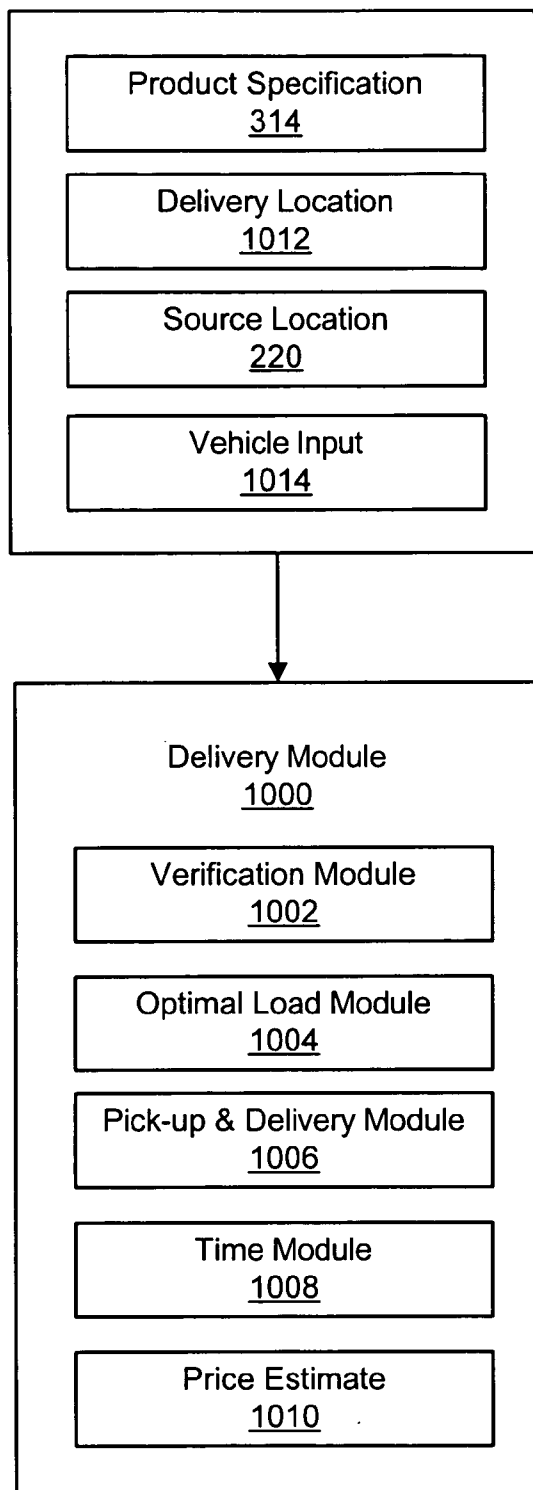 Product Specification
314
Delivery Location
1012
Source Location
220
Vehicle Input
1014
Delivery Module
1000
Verification Module
1002
Optimal Load Module
1004
Pick-up & Delivery Module
1006
Time Module
1008
Price Estimate
1010